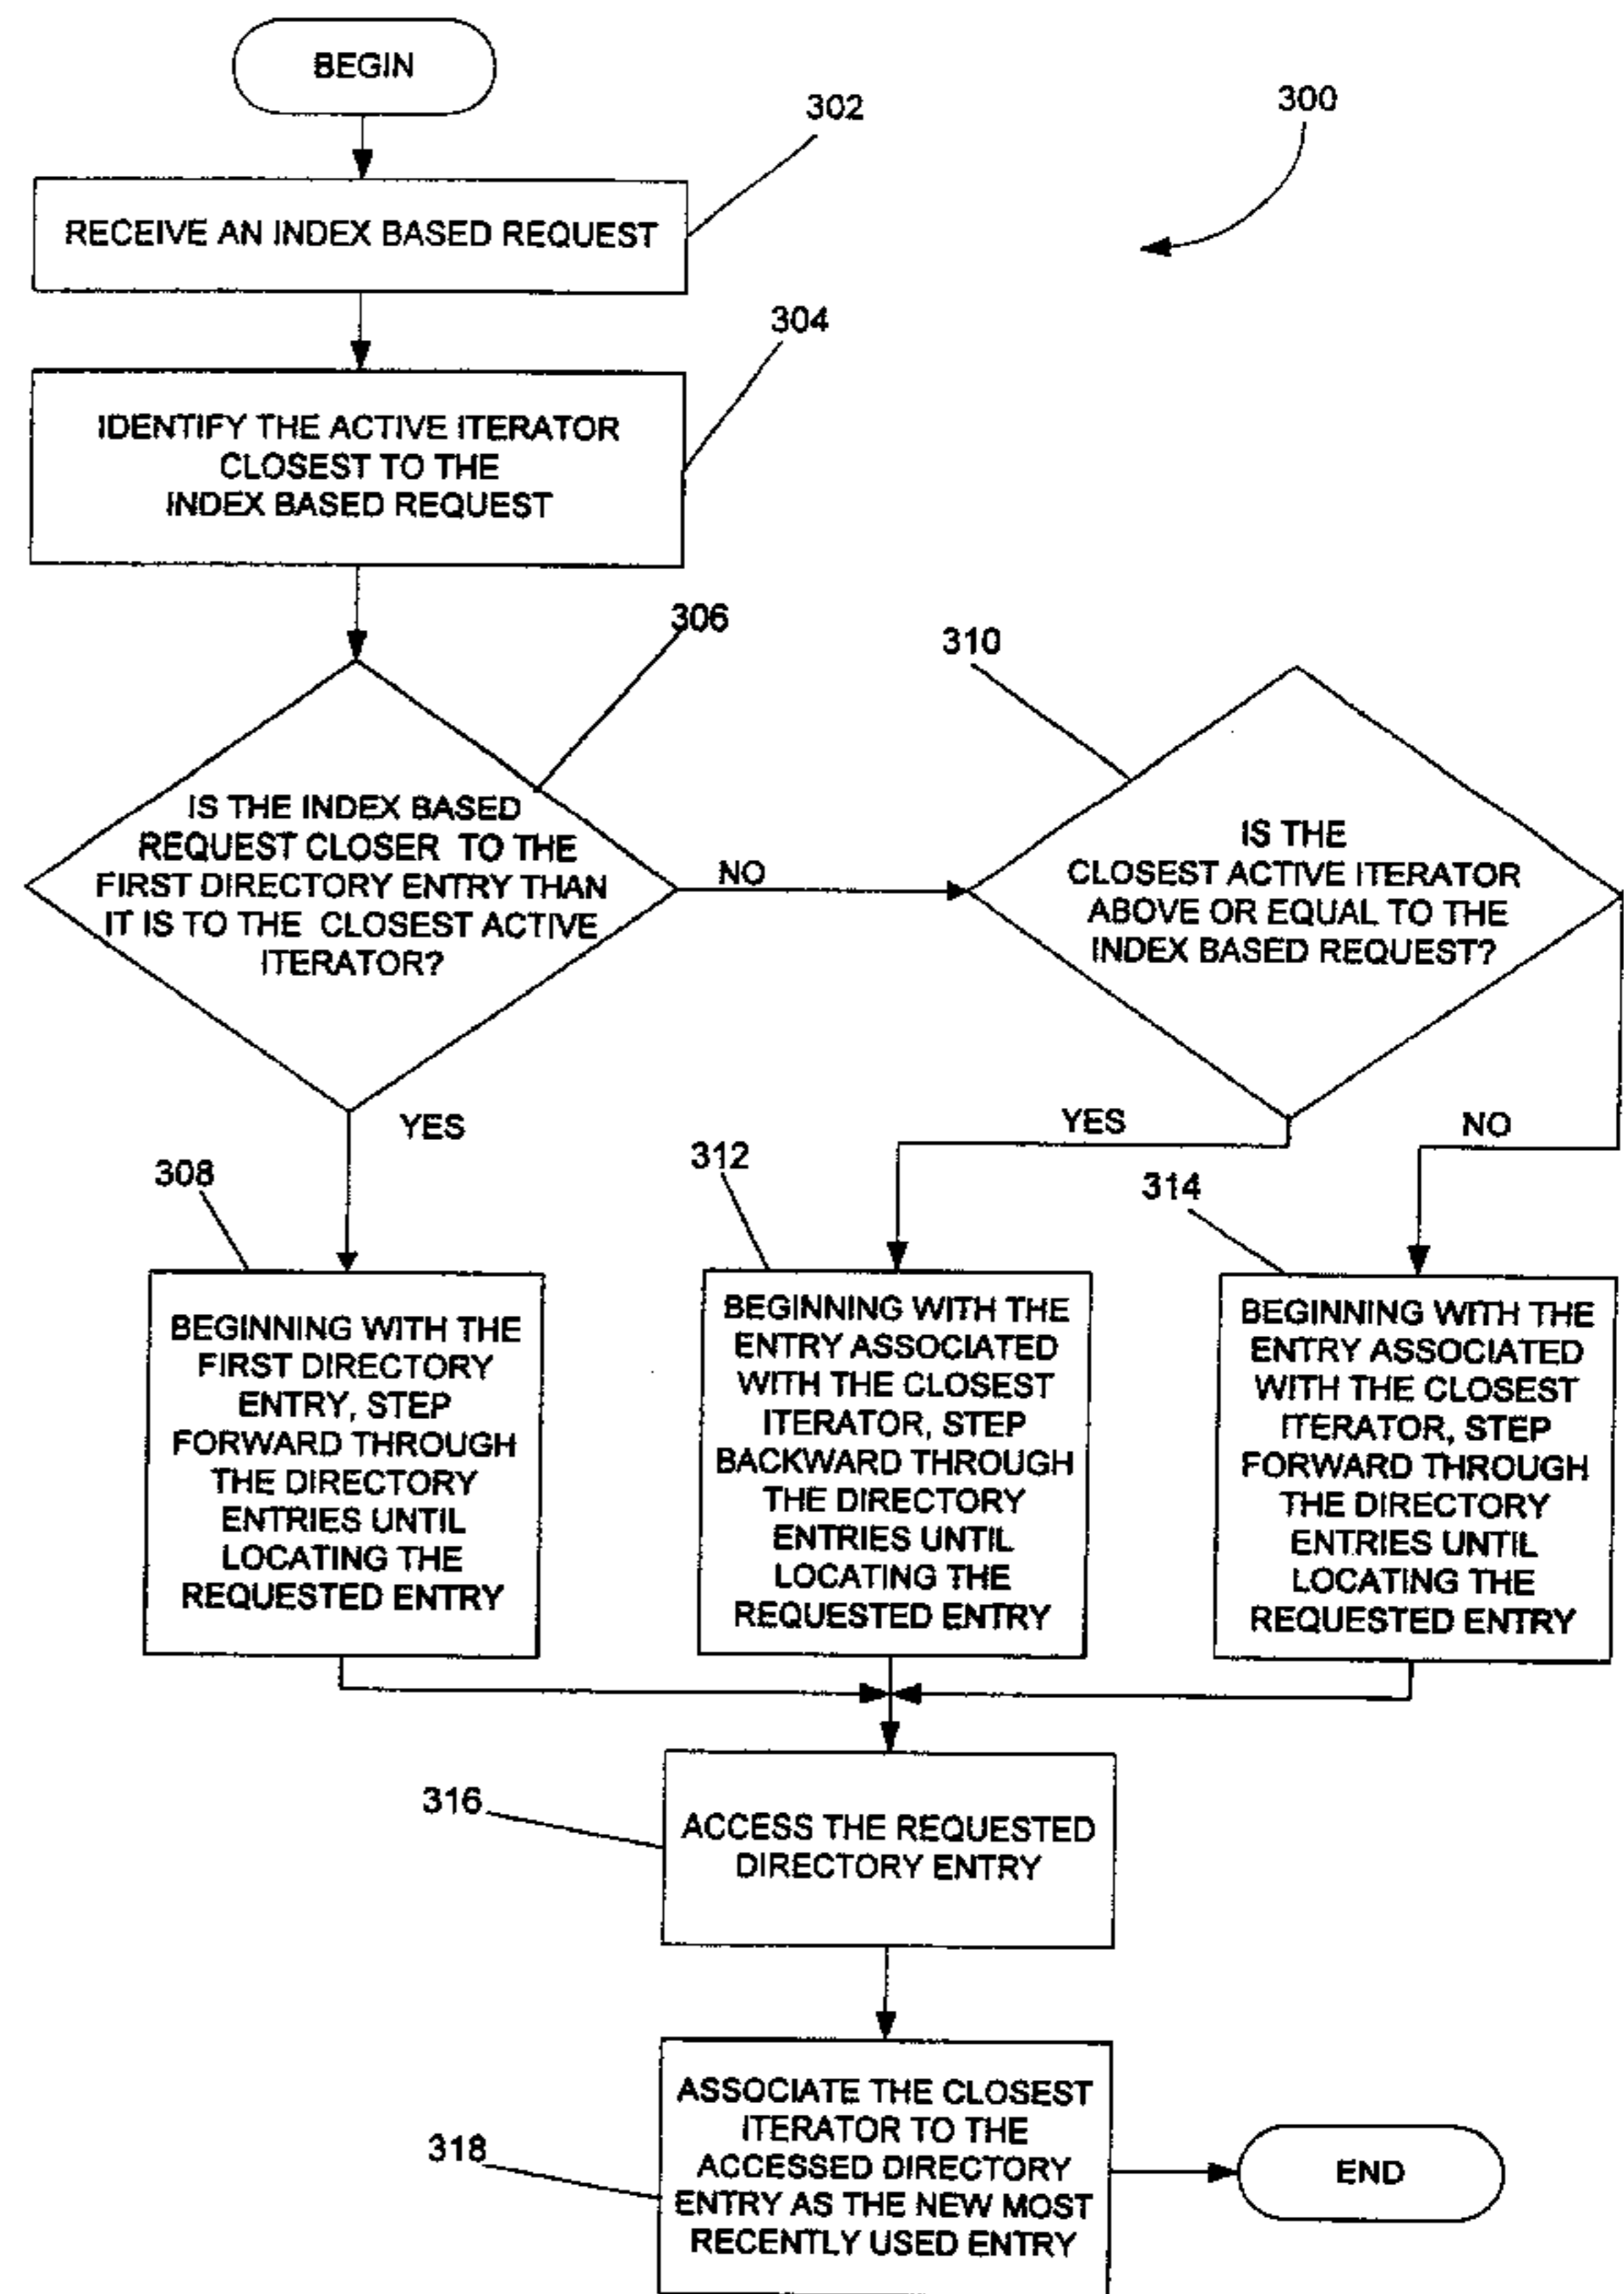 BEGIN
302
300
RECEIVE AN INDEX BASED REQUEST
304
IDENTIFY THE ACTIVE ITERATOR
CLOSEST TO THE
INDEX BASED REQUEST
306
310
IS THE INDEX BASED
REQUEST CLOSER TO THE
FIRST DIRECTORY ENTRY THAN
IT IS TO THE CLOSEST ACTIVE
ITERATOR?
NO
IS THE
CLOSEST ACTIVE ITERATOR
ABOVE OR EQUAL TO THE
INDEX BASED REQUEST?
YES
YES
NO
308
312
314
BEGINNING WITH THE
FIRST DIRECTORY
ENTRY, STEP
FORWARD THROUGH
THE DIRECTORY
ENTRIES UNTIL
LOCATING THE
REQUESTED ENTRY
BEGINNING WITH THE
ENTRY ASSOCIATED
WITH THE CLOSEST
ITERATOR, STEP
BACKWARD THROUGH
THE DIRECTORY
ENTRIES UNTIL
LOCATING THE
REQUESTED ENTRY
BEGINNING WITH THE
ENTRY ASSOCIATED
WITH THE CLOSEST
ITERATOR, STEP
FORWARD THROUGH
THE DIRECTORY
ENTRIES UNTIL
LOCATING THE
REQUESTED ENTRY
316
ACCESS THE REQUESTED
DIRECTORY ENTRY
318
ASSOCIATE THE CLOSEST
ITERATOR TO THE
ACCESSED DIRECTORY
ENTRY AS THE NEW MOST
RECENTLY USED ENTRY
END